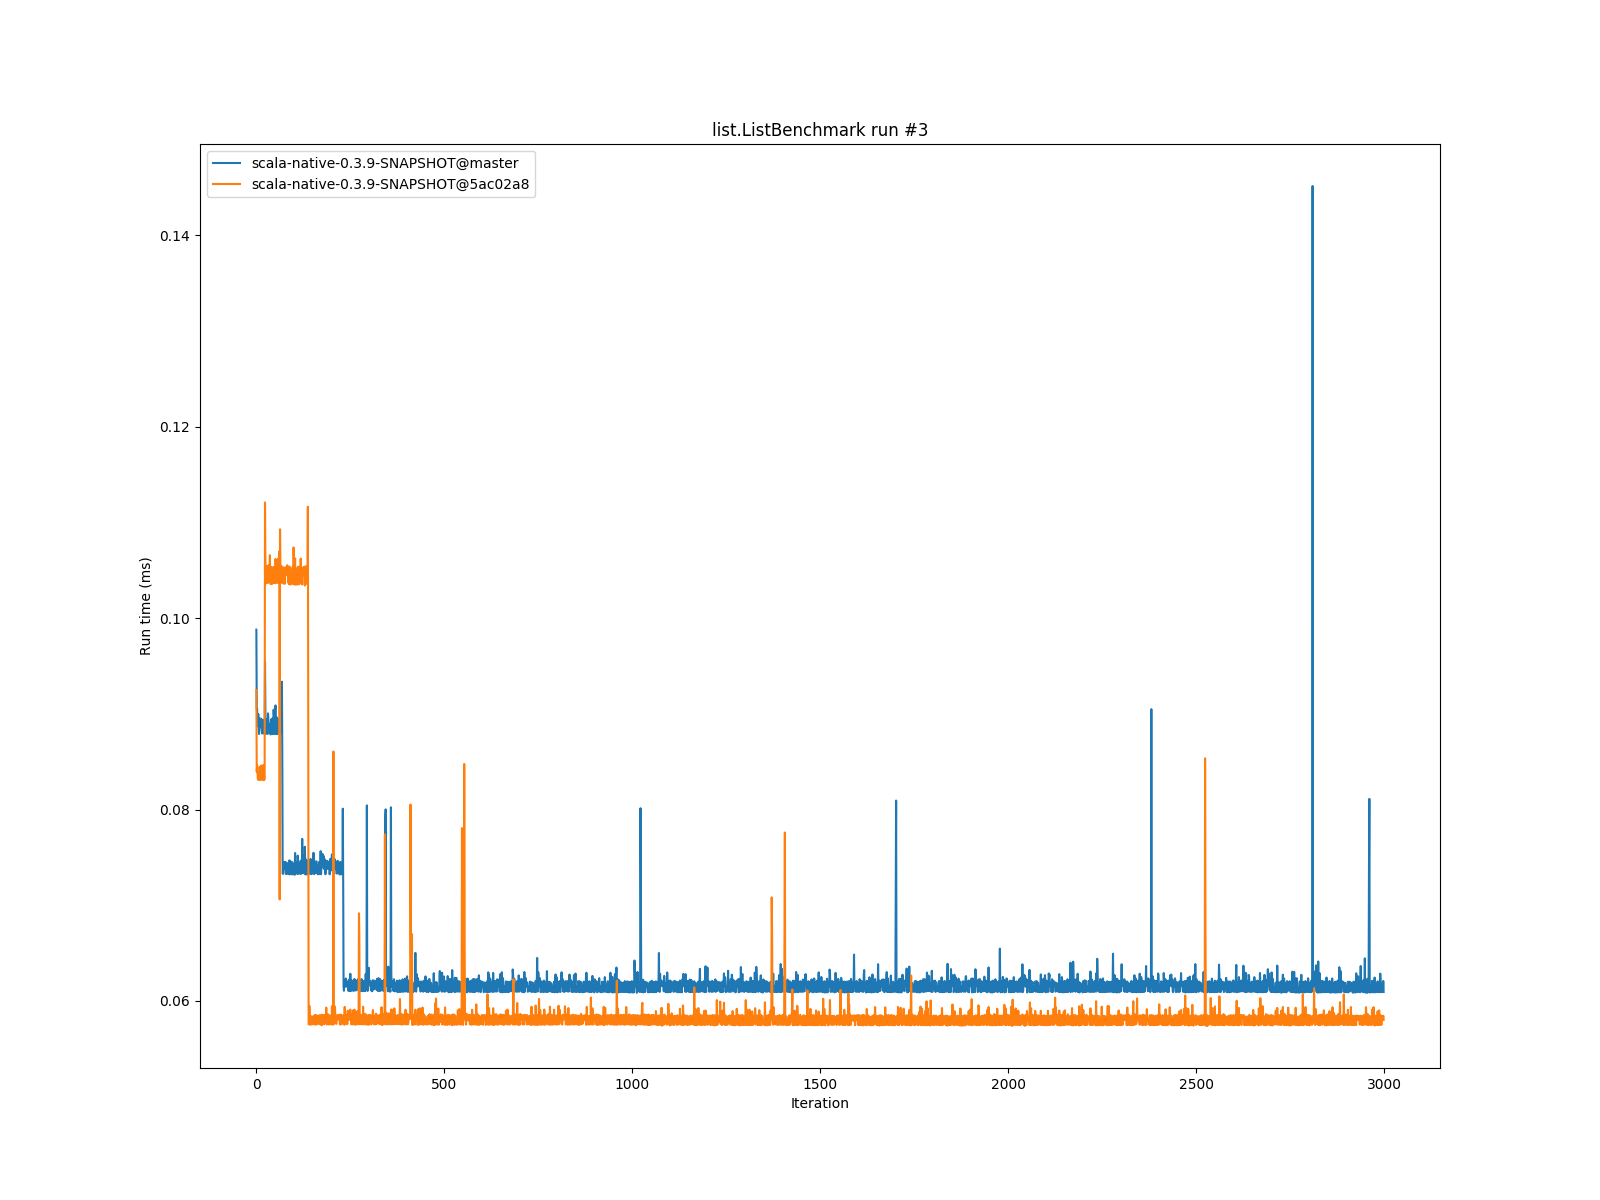 list.ListBenchmark run #3
scala-native-0.3.9-SNAPSHOT@master
scala-native-0.3.9-SNAPSHOT@5ac02a8
0.14
0.12
0.10
0.08
0.06
Run time (ms)
0
500
1000
1500
2000
2500
3000
Iteration